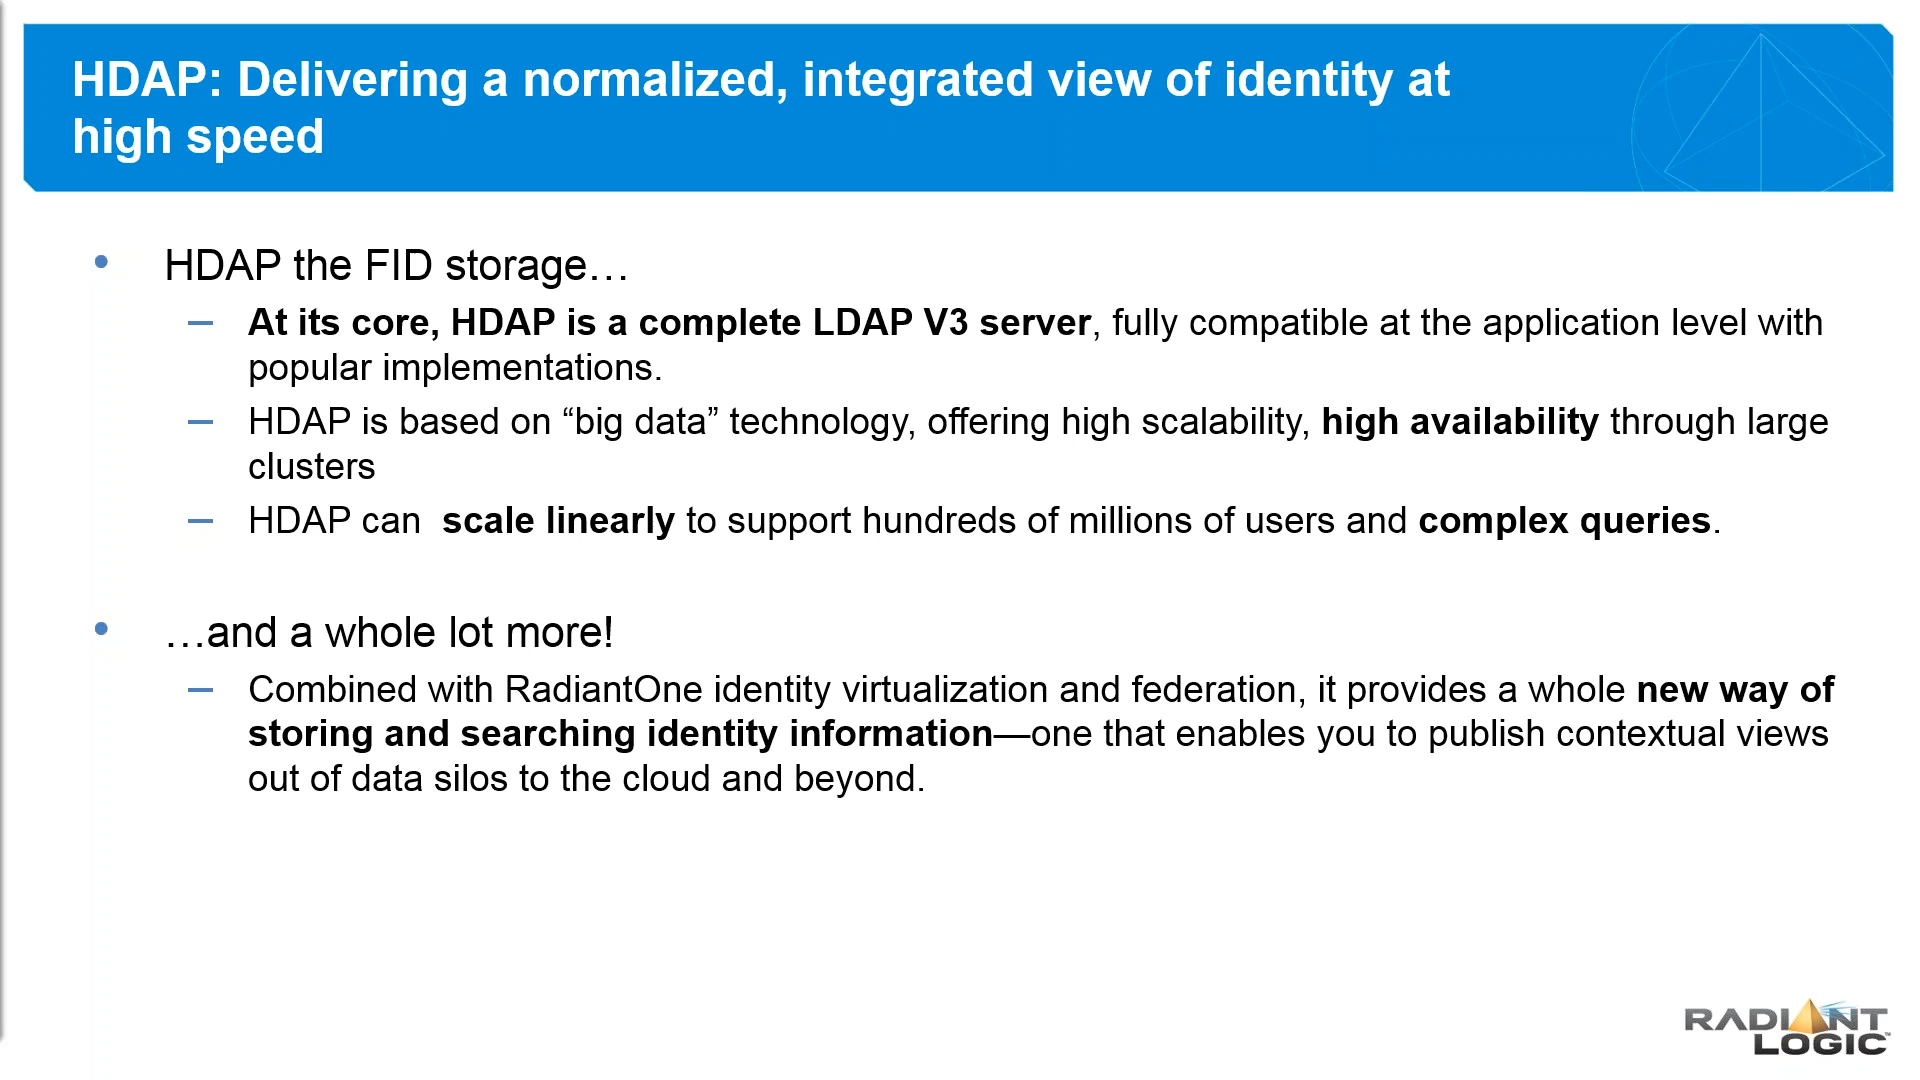 HDAP: Delivering a normalized, integrated view of identity at
high speed
• HDAP the FID storage…
– At its core, HDAP is a complete LDAP V3 server, fully compatible at the application level with
popular implementations.
– HDAP is based on “big data” technology, offering high scalability, high availability through large
clusters
– HDAP can  scale linearly to support hundreds of millions of users and complex queries.
• …and a whole lot more!
– Combined with RadiantOne identity virtualization and federation, it provides a whole new way of
storing and searching identity information—one that enables you to publish contextual views
out of data silos to the cloud and beyond.
RADIANT
LOGIC™